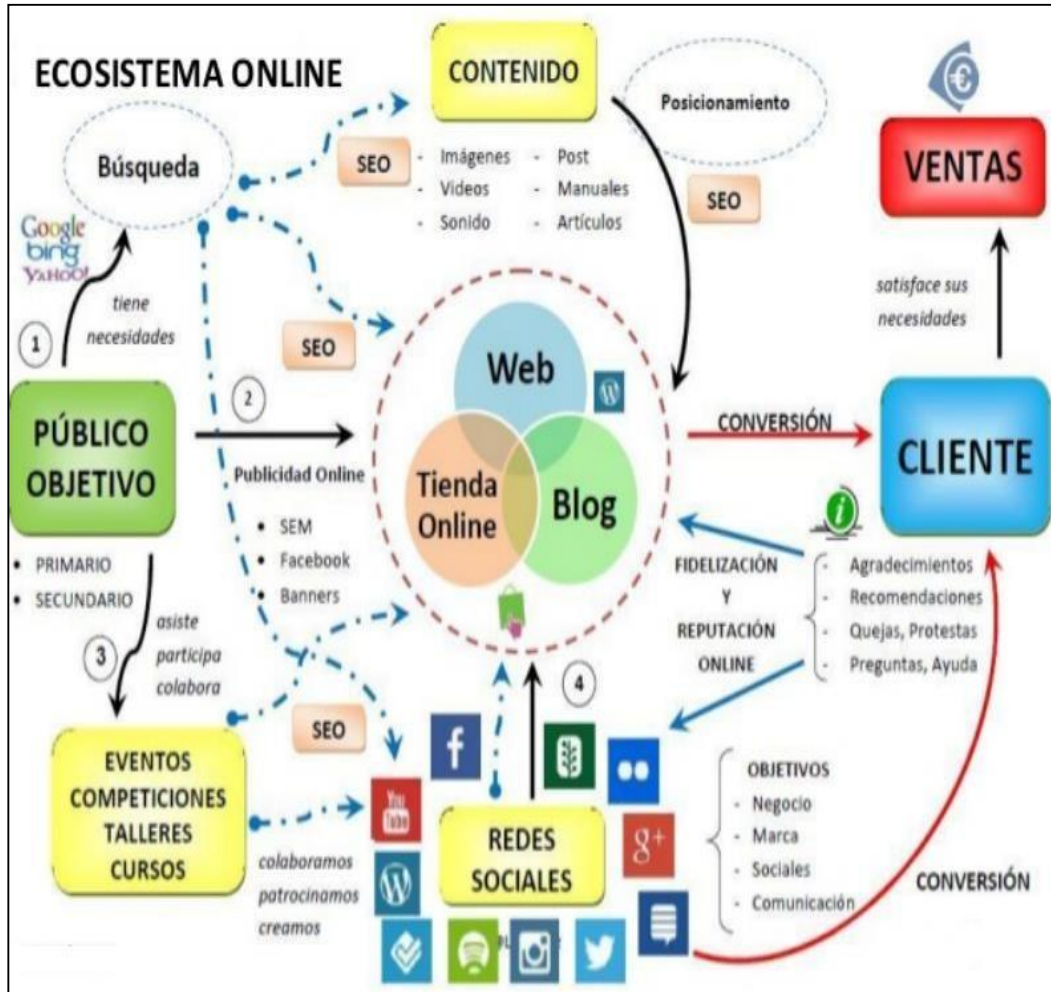 ECOSISTEMA ONLINE
Búsqueda
Google
bing
YAHOO!
1
tiene
necesidades
CONTENIDO
SEO
- Imágenes - Post
- Videos - Manuales
- Sonido - Artículos
Posicionamiento
SEO
€
VENTAS
satisface sus
necesidades
SEO
PÚBLICO
OBJETIVO
• PRIMARIO
• SECUNDARIO
2
Publicidad Online
• SEM
• Facebook
• Banners
Web
Tienda
Online
Blog
CONVERSIÓN
CLIENTE
i
FIDELIZACIÓN
Y
REPUTACIÓN
ONLINE
- Agradecimientos
- Recomendaciones
- Quejas, Protestas
- Preguntas, Ayuda
3
asiste
participa
colabora
SEO
4
EVENTOS
COMPETICIONES
TALLERES
CURSOS
colaboramos
patrocinamos
creamos
f
You
Tube
g+
REDES
SOCIALES
OBJETIVOS
- Negocio
- Marca
- Sociales
- Comunicación
CONVERSIÓN